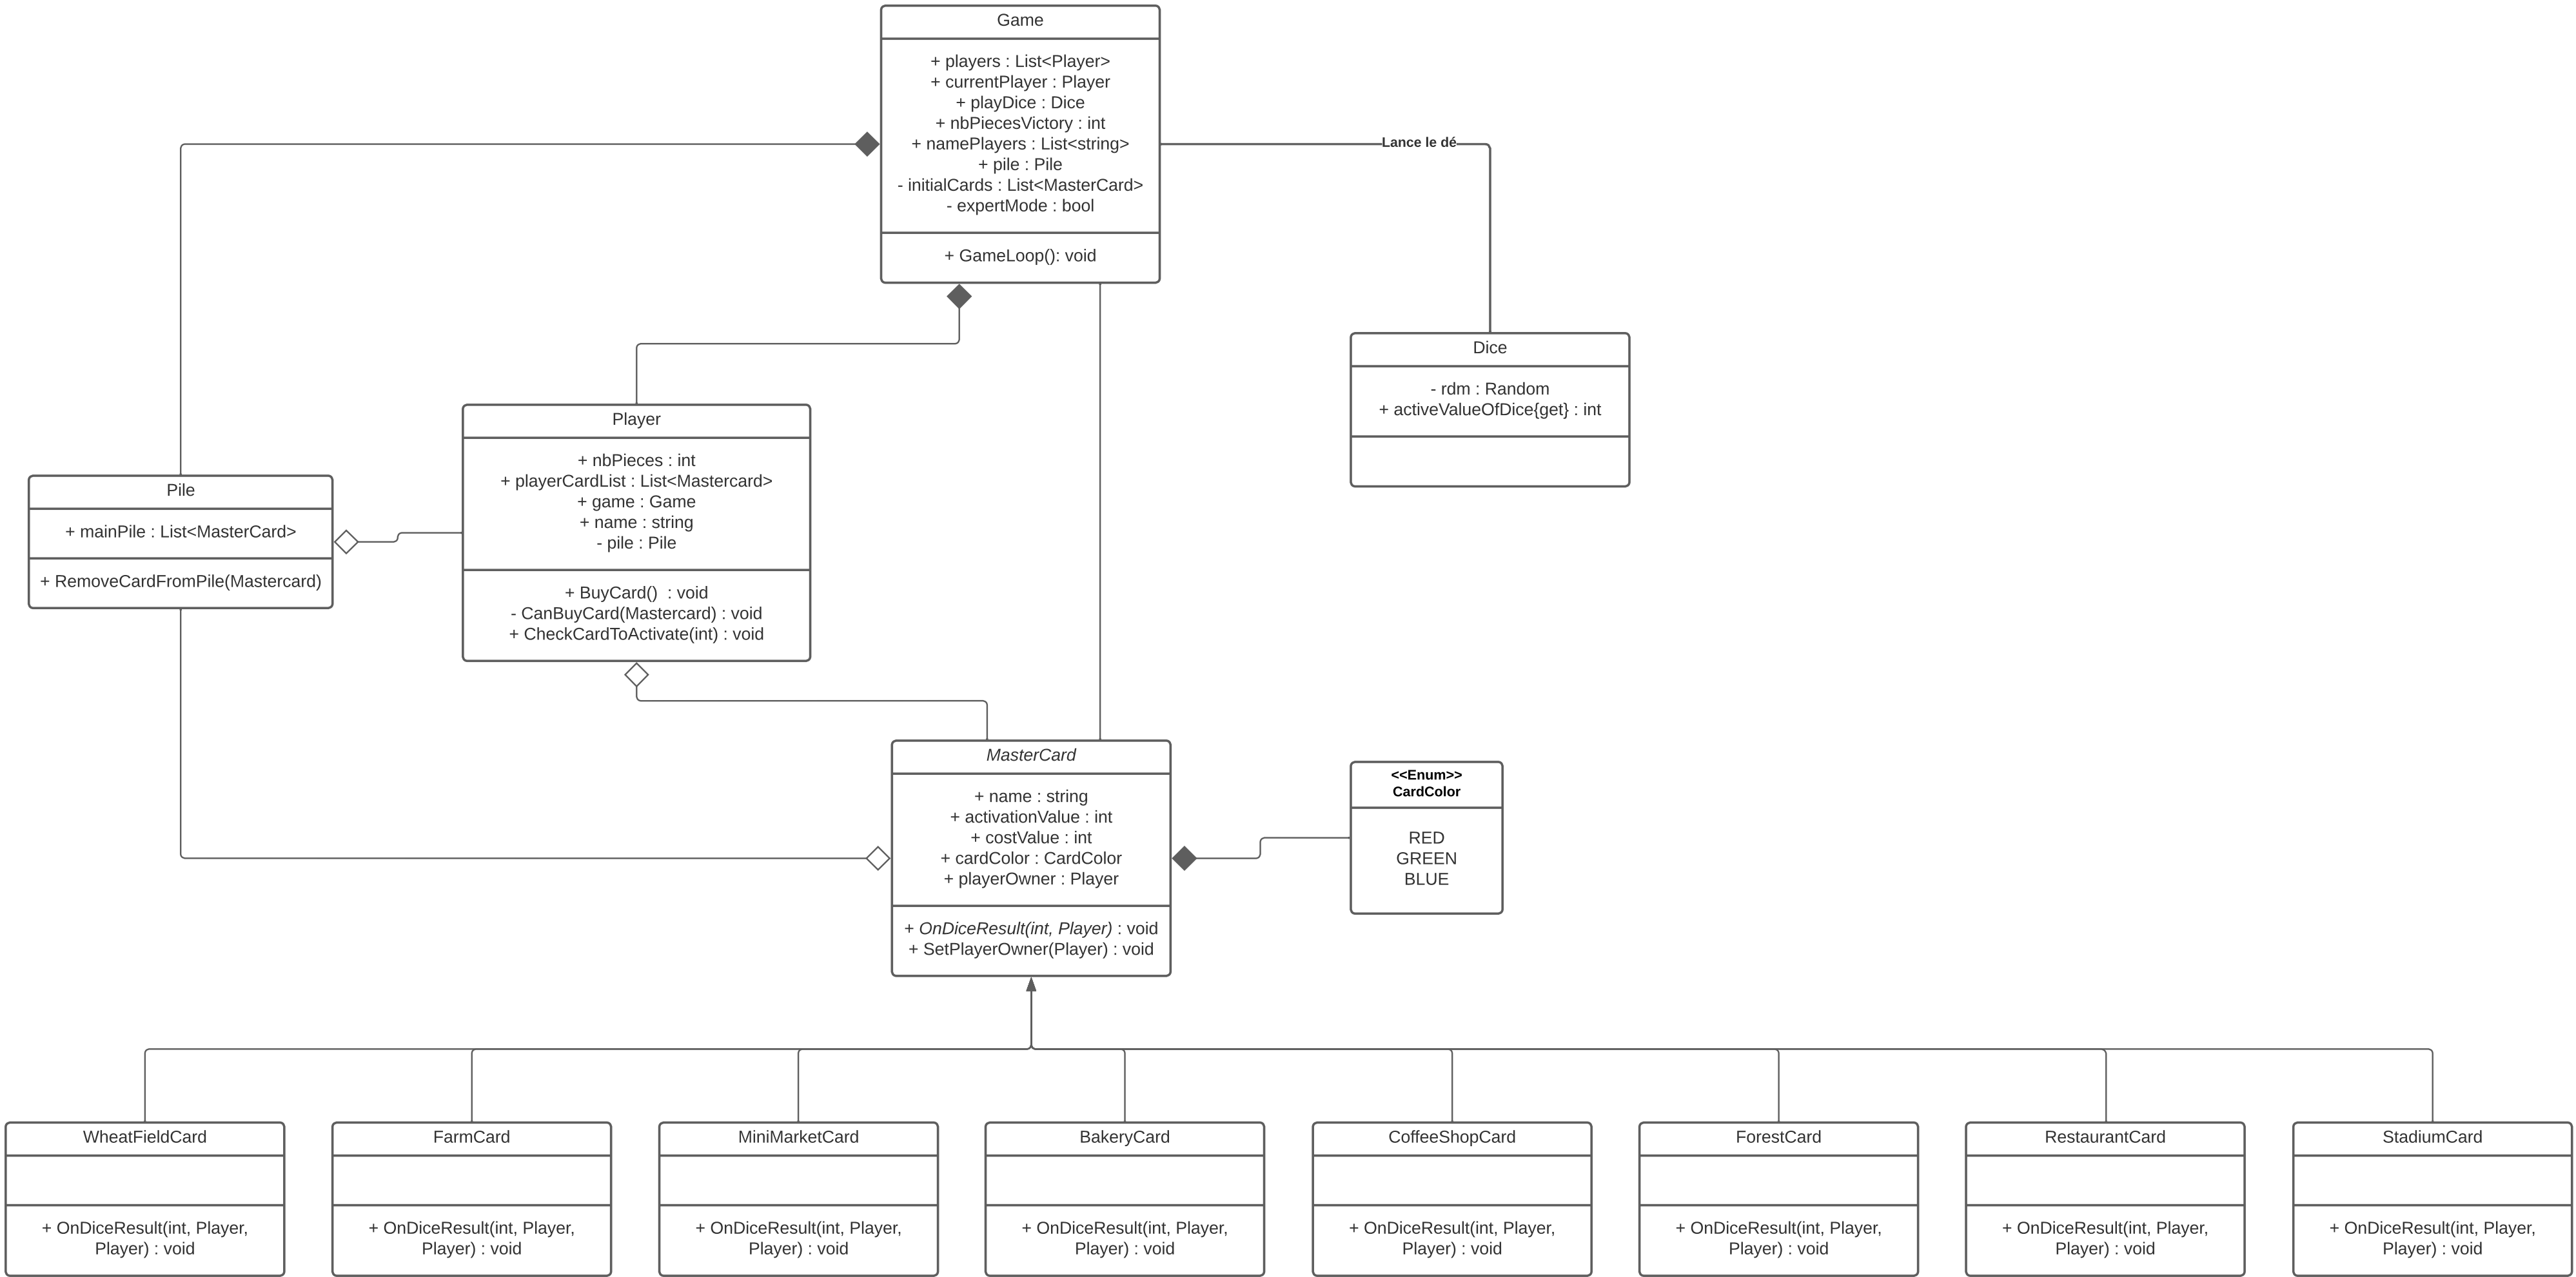 Game
+ players : List<Player>
+ currentPlayer : Player
+ playDice : Dice
+ nbPiecesVictory : int
+ namePlayers : List<string>
+ pile : Pile
- initialCards : List<MasterCard>
- expertMode : bool
+ GameLoop(): void
Lance le dé
Dice
- rdm : Random
+ activeValueOfDice{get} : int
Player
+ nbPieces : int
+ playerCardList : List<Mastercard>
+ game : Game
+ name : string
- pile : Pile
+ BuyCard()  : void
- CanBuyCard(Mastercard) : void
+ CheckCardToActivate(int) : void
Pile
+ mainPile : List<MasterCard>
+ RemoveCardFromPile(Mastercard)
MasterCard
+ name : string
+ activationValue : int
+ costValue : int
+ cardColor : CardColor
+ playerOwner : Player
+ OnDiceResult(int, Player) : void
+ SetPlayerOwner(Player) : void
<<Enum>>
CardColor
RED
GREEN
BLUE
WheatFieldCard
+ OnDiceResult(int, Player,
Player) : void
FarmCard
+ OnDiceResult(int, Player,
Player) : void
MiniMarketCard
+ OnDiceResult(int, Player,
Player) : void
BakeryCard
+ OnDiceResult(int, Player,
Player) : void
CoffeeShopCard
+ OnDiceResult(int, Player,
Player) : void
ForestCard
+ OnDiceResult(int, Player,
Player) : void
RestaurantCard
+ OnDiceResult(int, Player,
Player) : void
StadiumCard
+ OnDiceResult(int, Player,
Player) : void